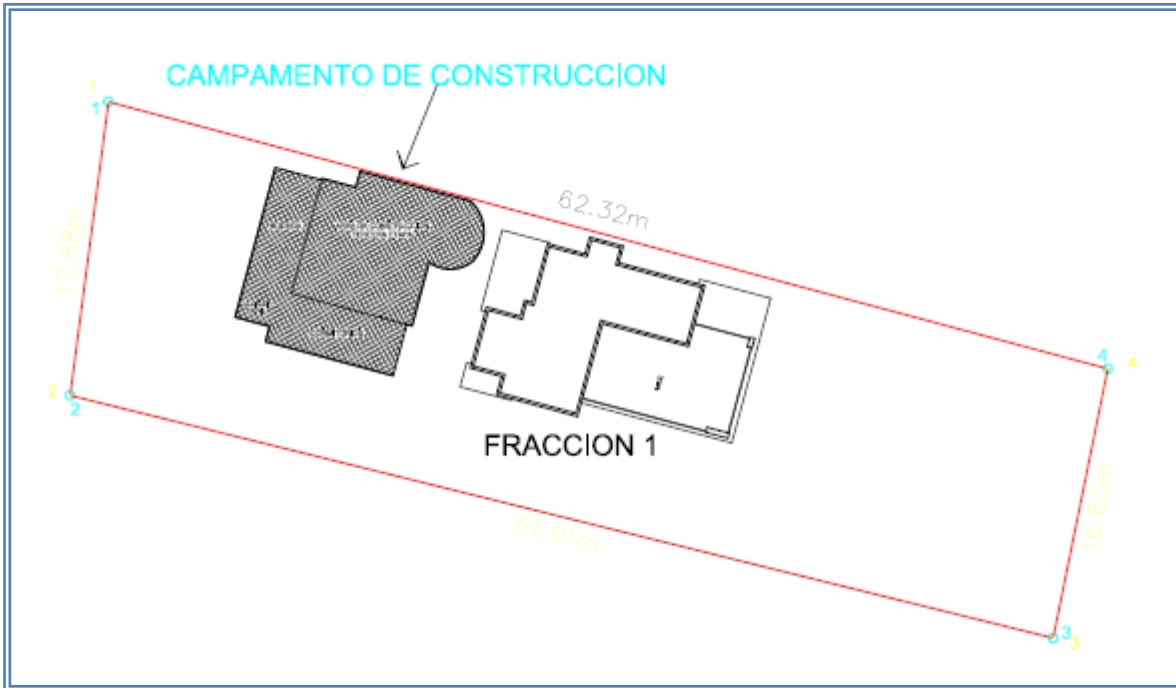 CAMPAMENTO DE CONSTRUCCION
1
1
62.32m
17.88m
4
4
2
2
FRACCION 1
61.01m
16.60m
3
3